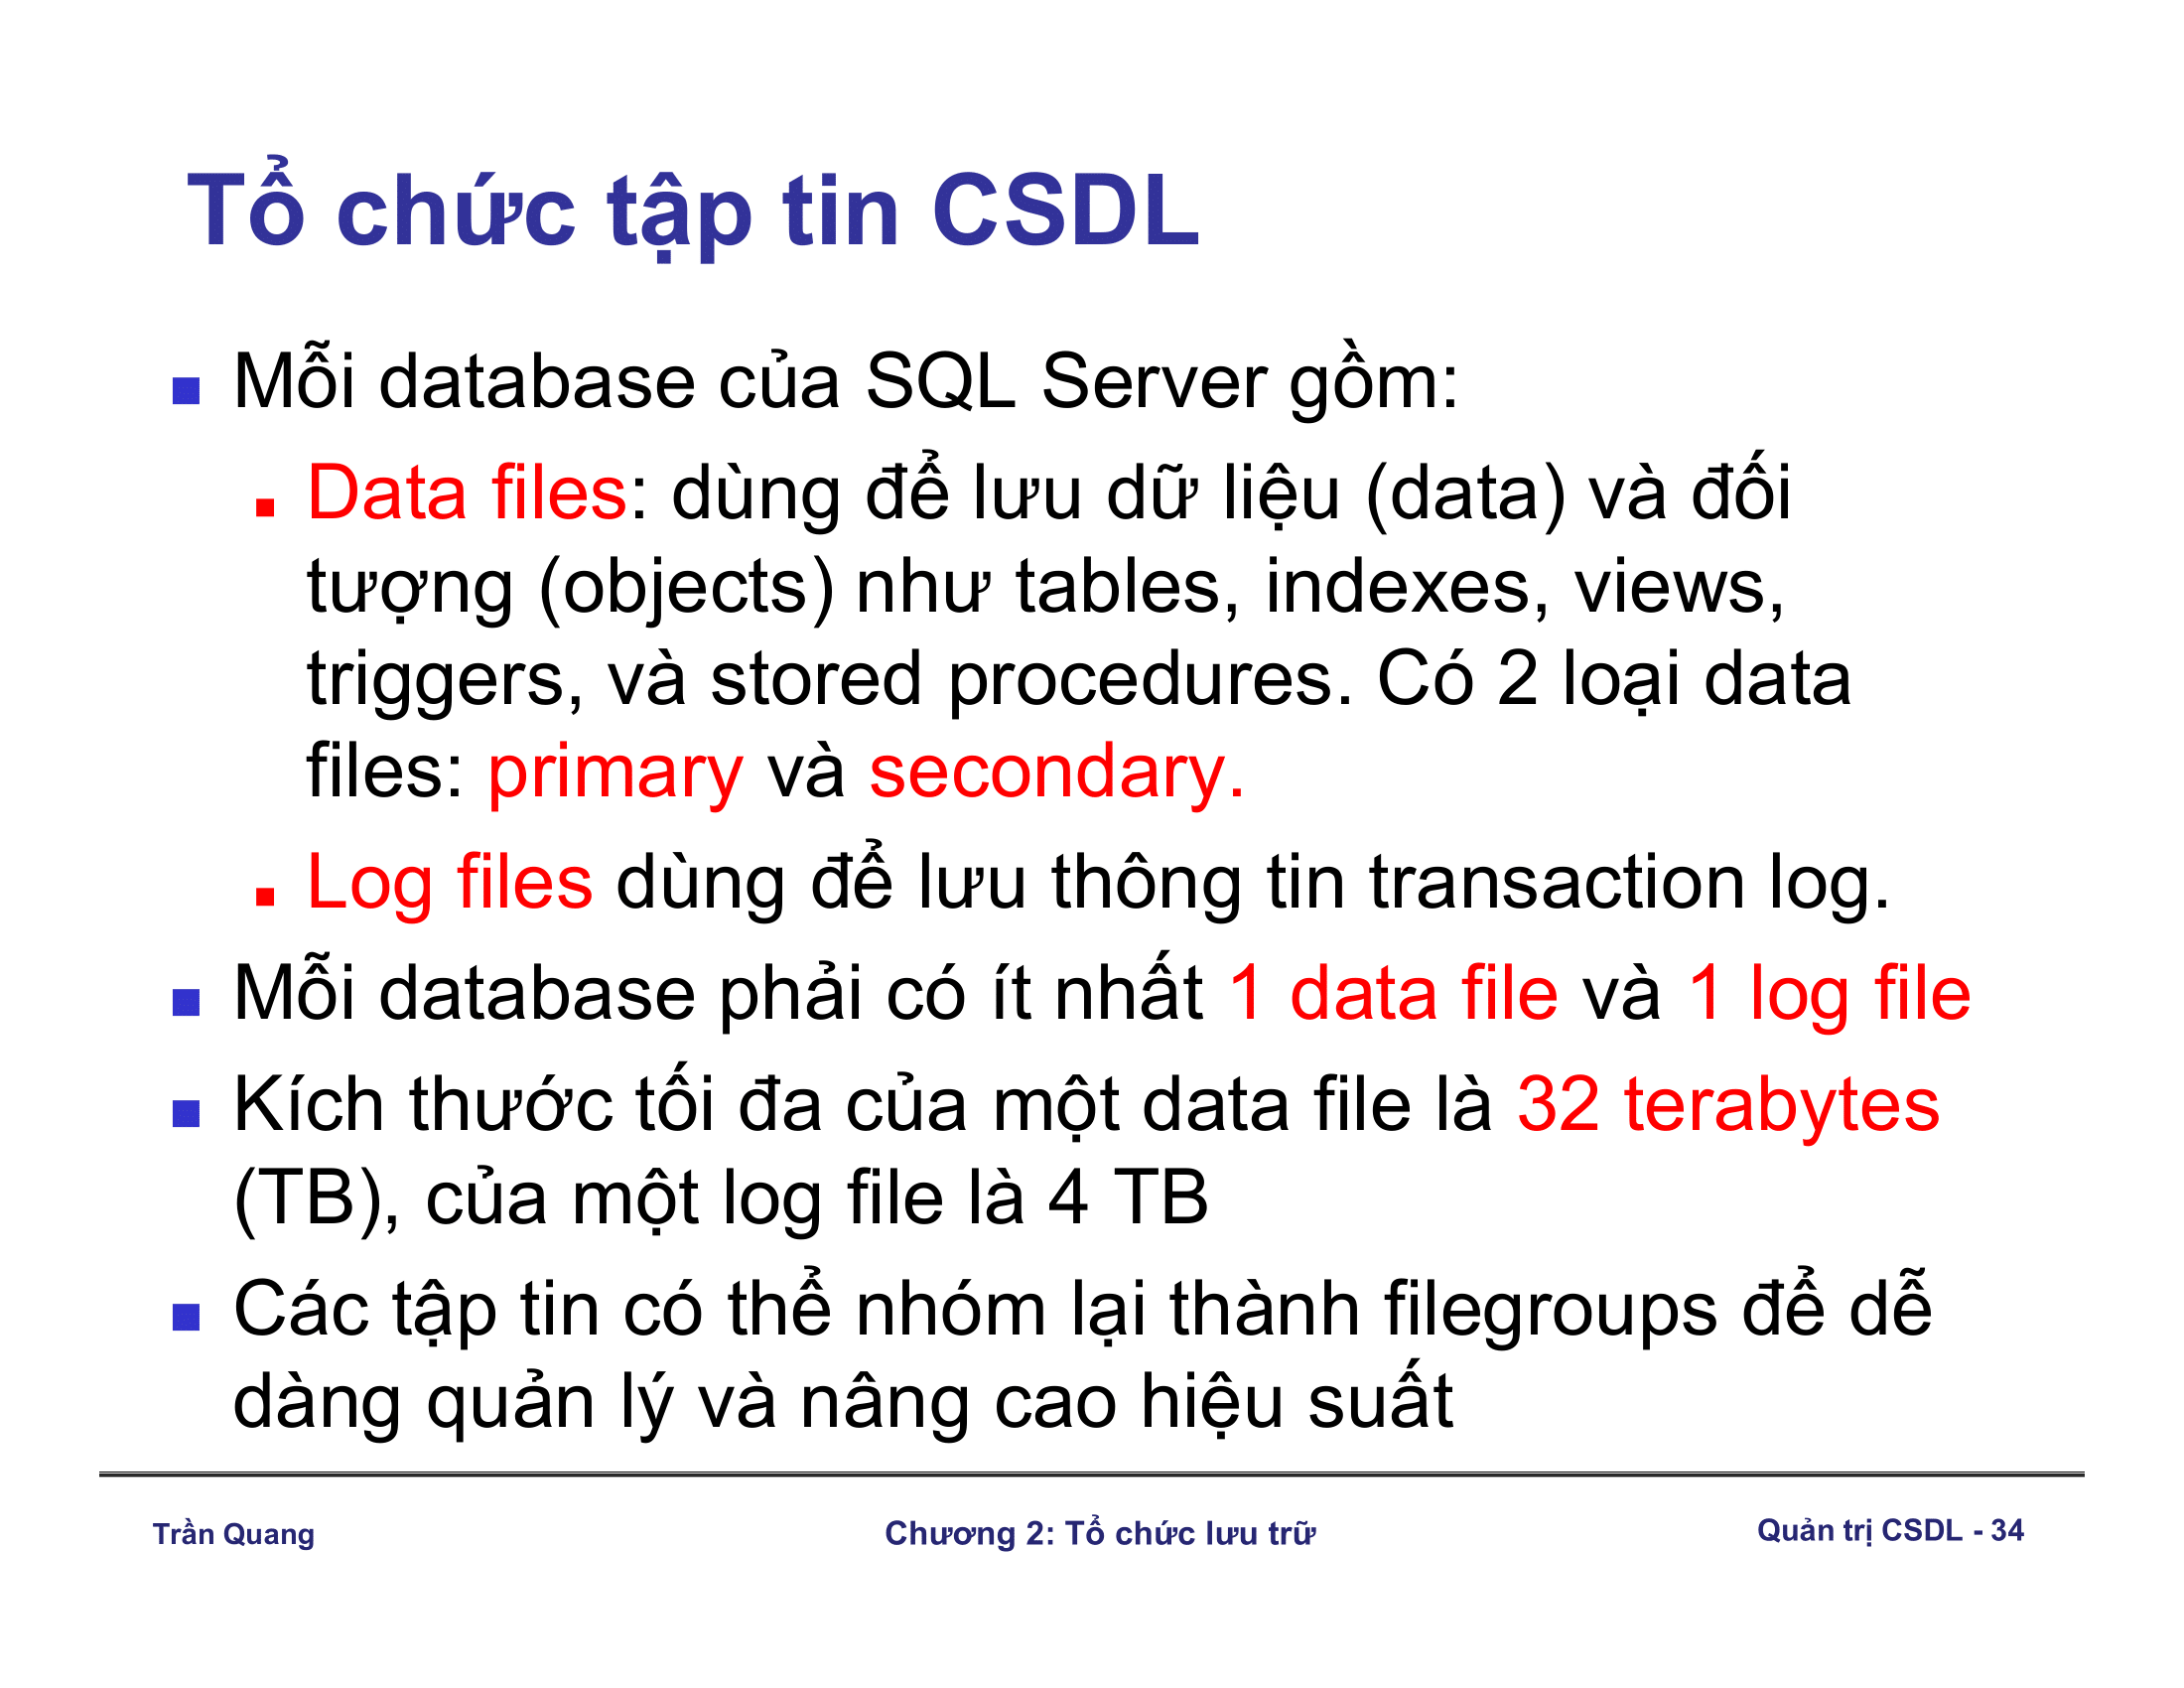 Tổ chức tập tin CSDL
Mỗi database của SQL Server gồm:
Data files: dùng để lưu dữ liệu (data) và đối
tượng (objects) như tables, indexes, views,
triggers, và stored procedures. Có 2 loại data
files: primary và secondary.
Log files dùng để lưu thông tin transaction log.
Mỗi database phải có ít nhất 1 data file và 1 log file
Kích thước tối đa của một data file là 32 terabytes
(TB), của một log file là 4 TB
Các tập tin có thể nhóm lại thành filegroups để dễ
dàng quản lý và nâng cao hiệu suất
Trần Quang
Chương 2: Tổ chức lưu trữ
Quản trị CSDL - 34